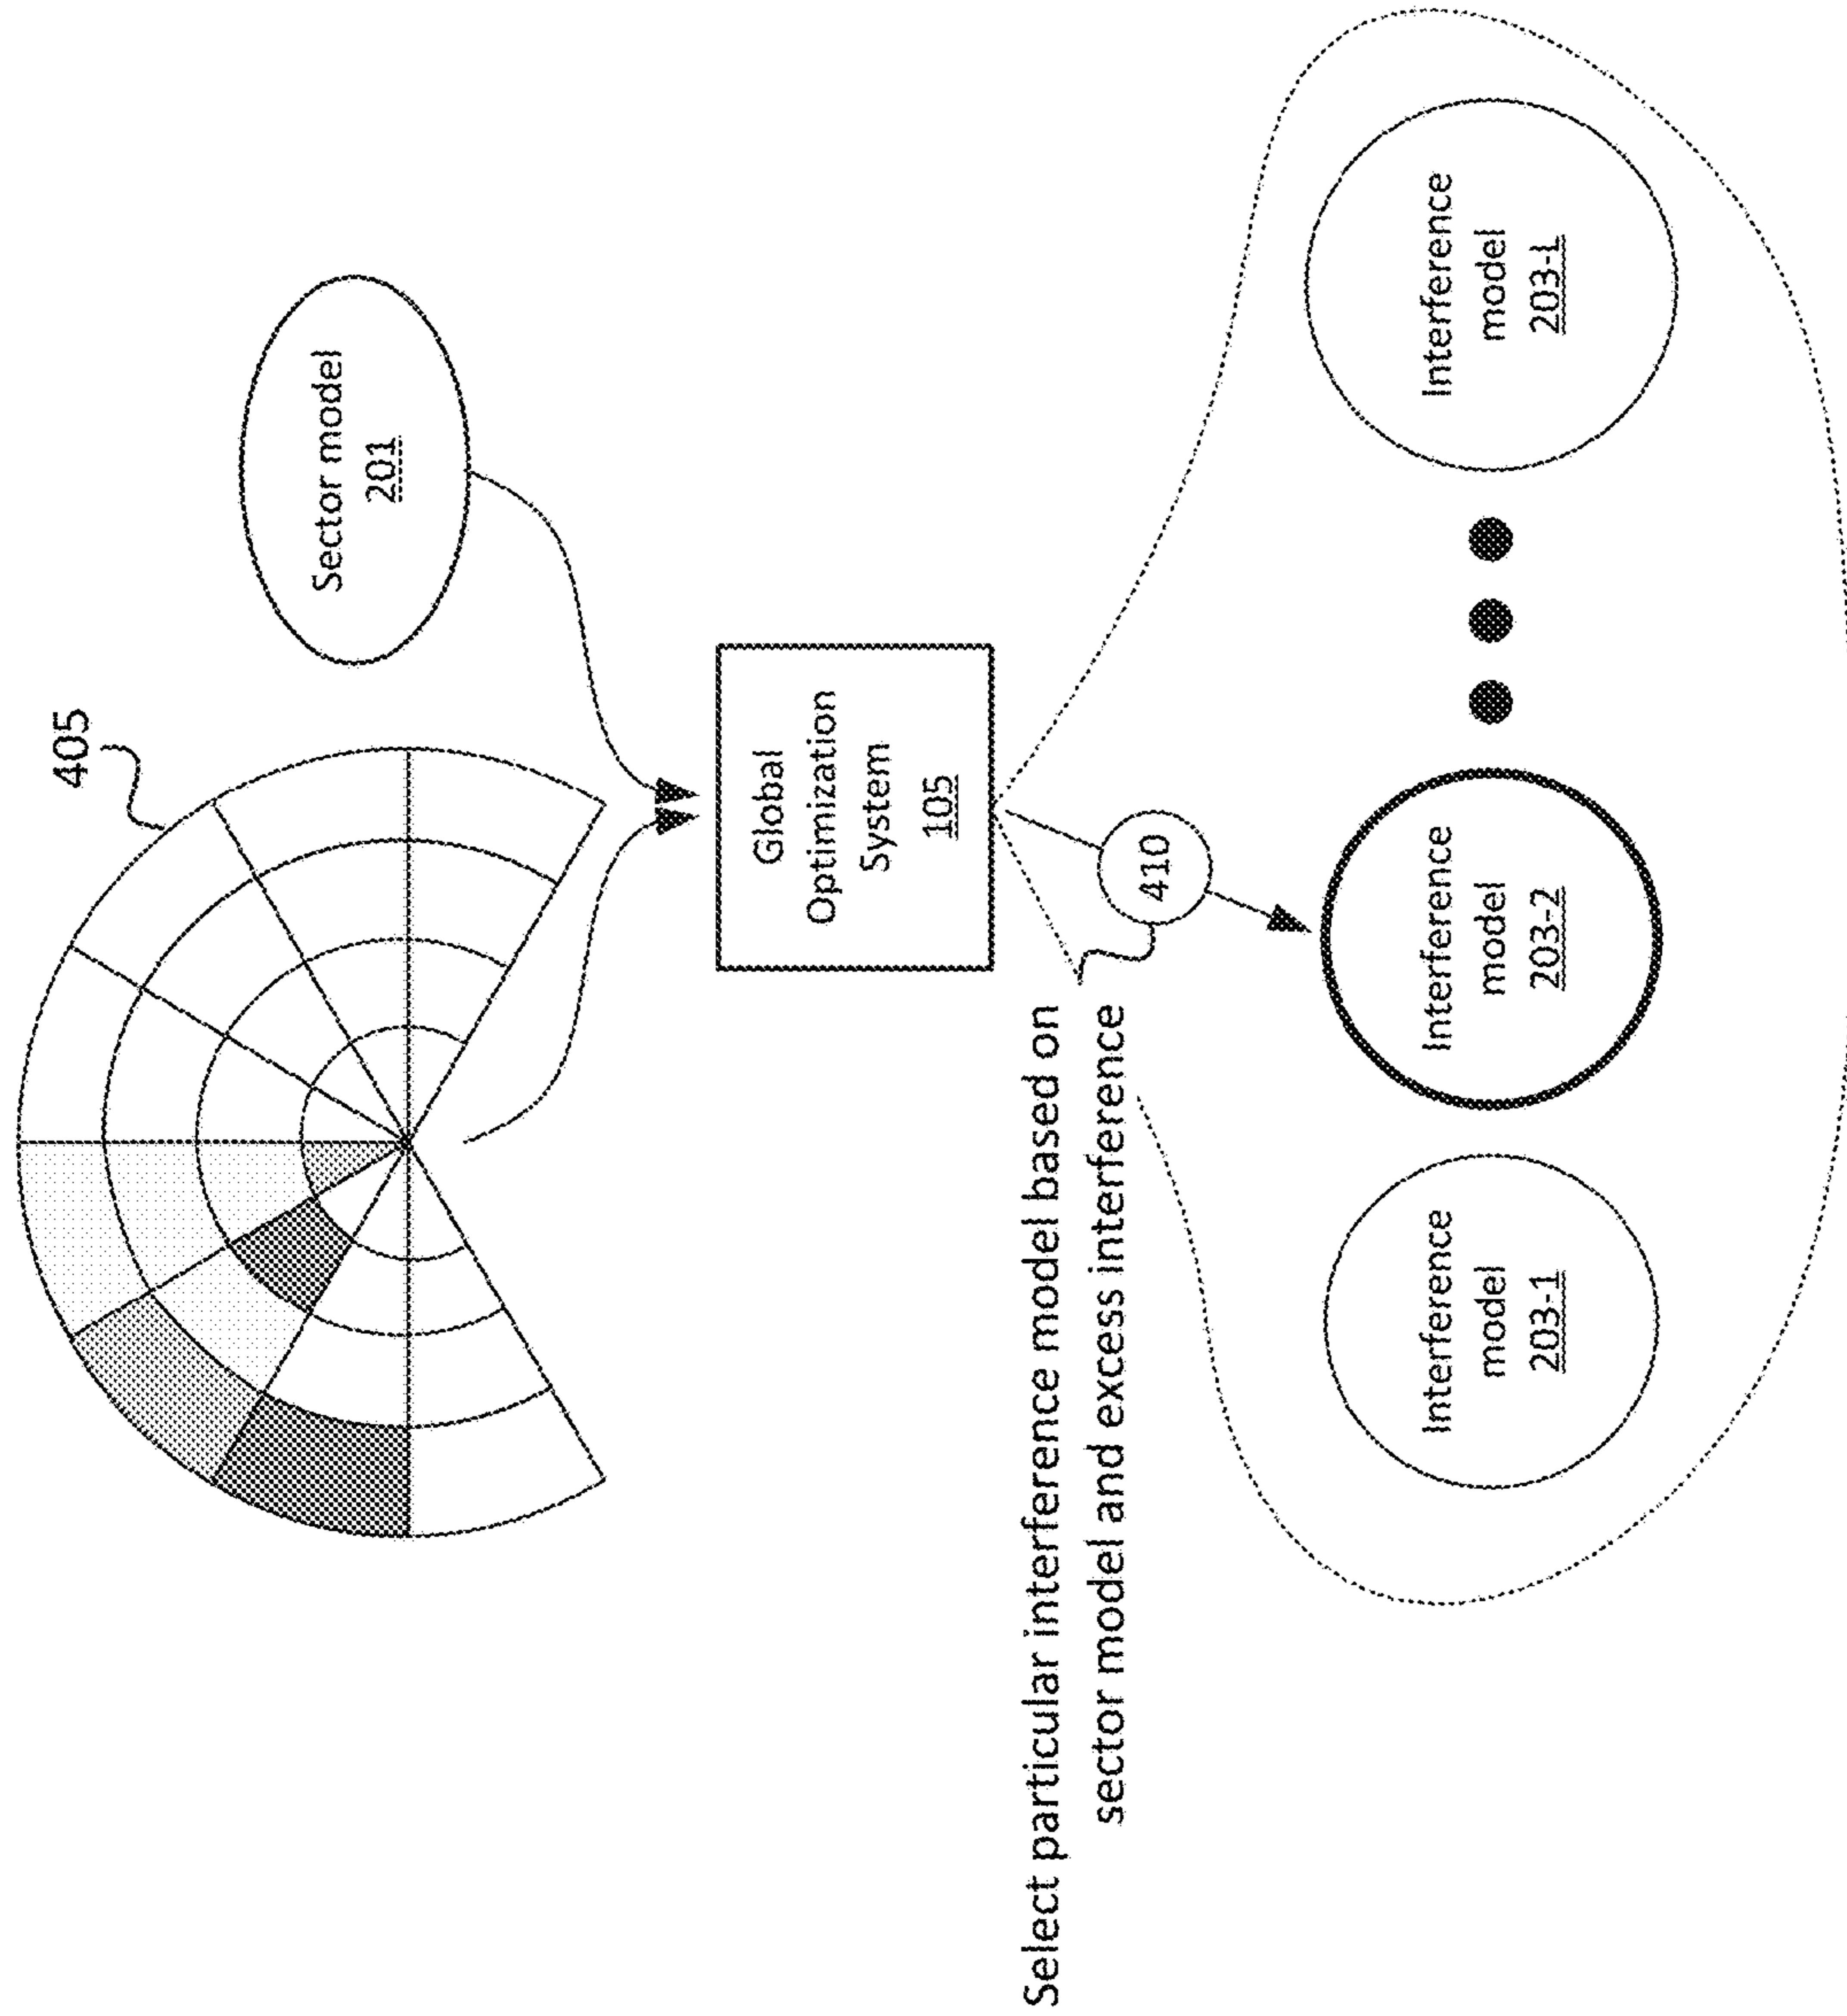 405
Sector model
201
Global
Optimization
System
105
Select particular interference model based on
sector model and excess interference
410
Interference
model
203-1
Interference
model
203-2
Interference
model
203-L